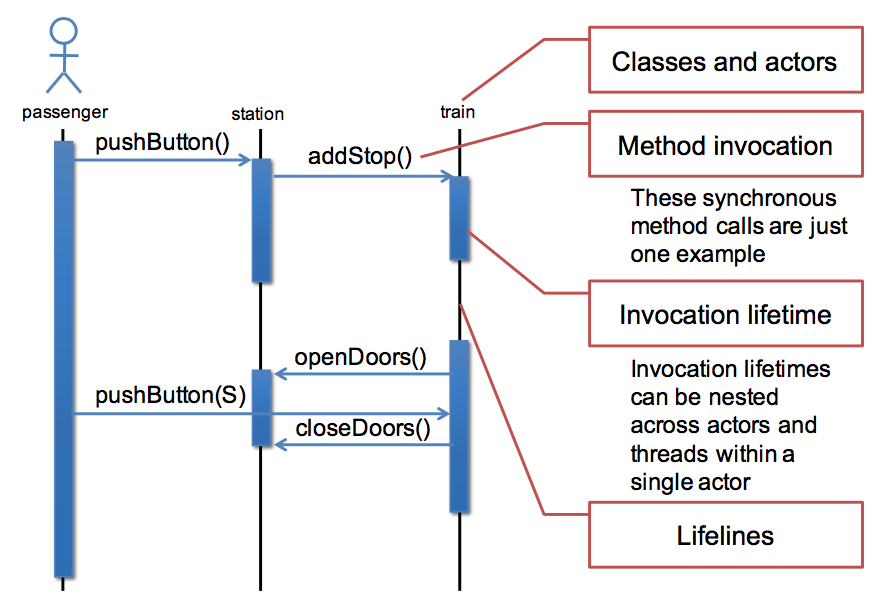 passenger
station
train
pushButton()
addStop()
openDoors()
pushButton(S)
closeDoors()
Classes and actors
Method invocation
These synchronous
method calls are just
one example
Invocation lifetime
Invocation lifetimes
can be nested
across actors and
threads within a
single actor
Lifelines